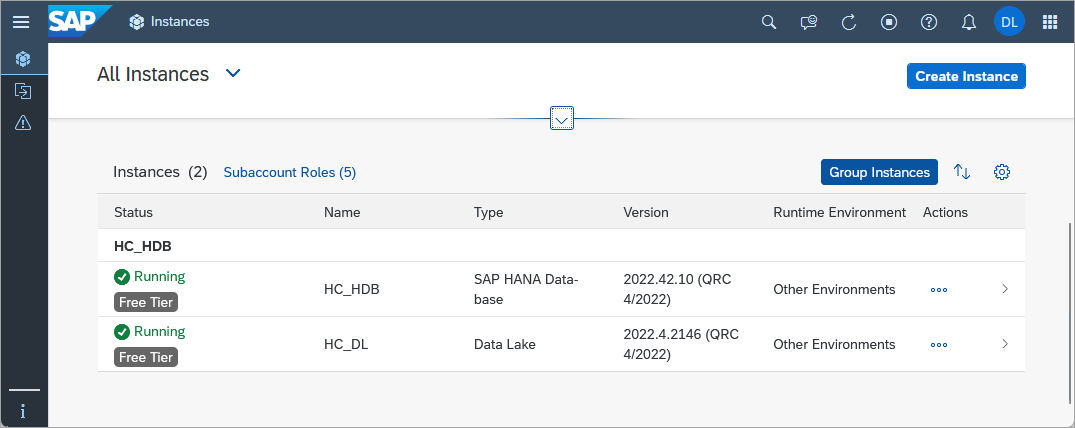 SAP Instances DL
All Instances
Create Instance
Instances (2) Subaccount Roles (5) Group Instances
Status Name Type Version Runtime Environment Actions
HC_HDB
Running
Free Tier
HC_HDB
SAP HANA Data-
base
2022.42.10 (QRC
4/2022)
Other Environments
Running
Free Tier
HC_DL
Data Lake
2022.4.2146 (QRC
4/2022)
Other Environments